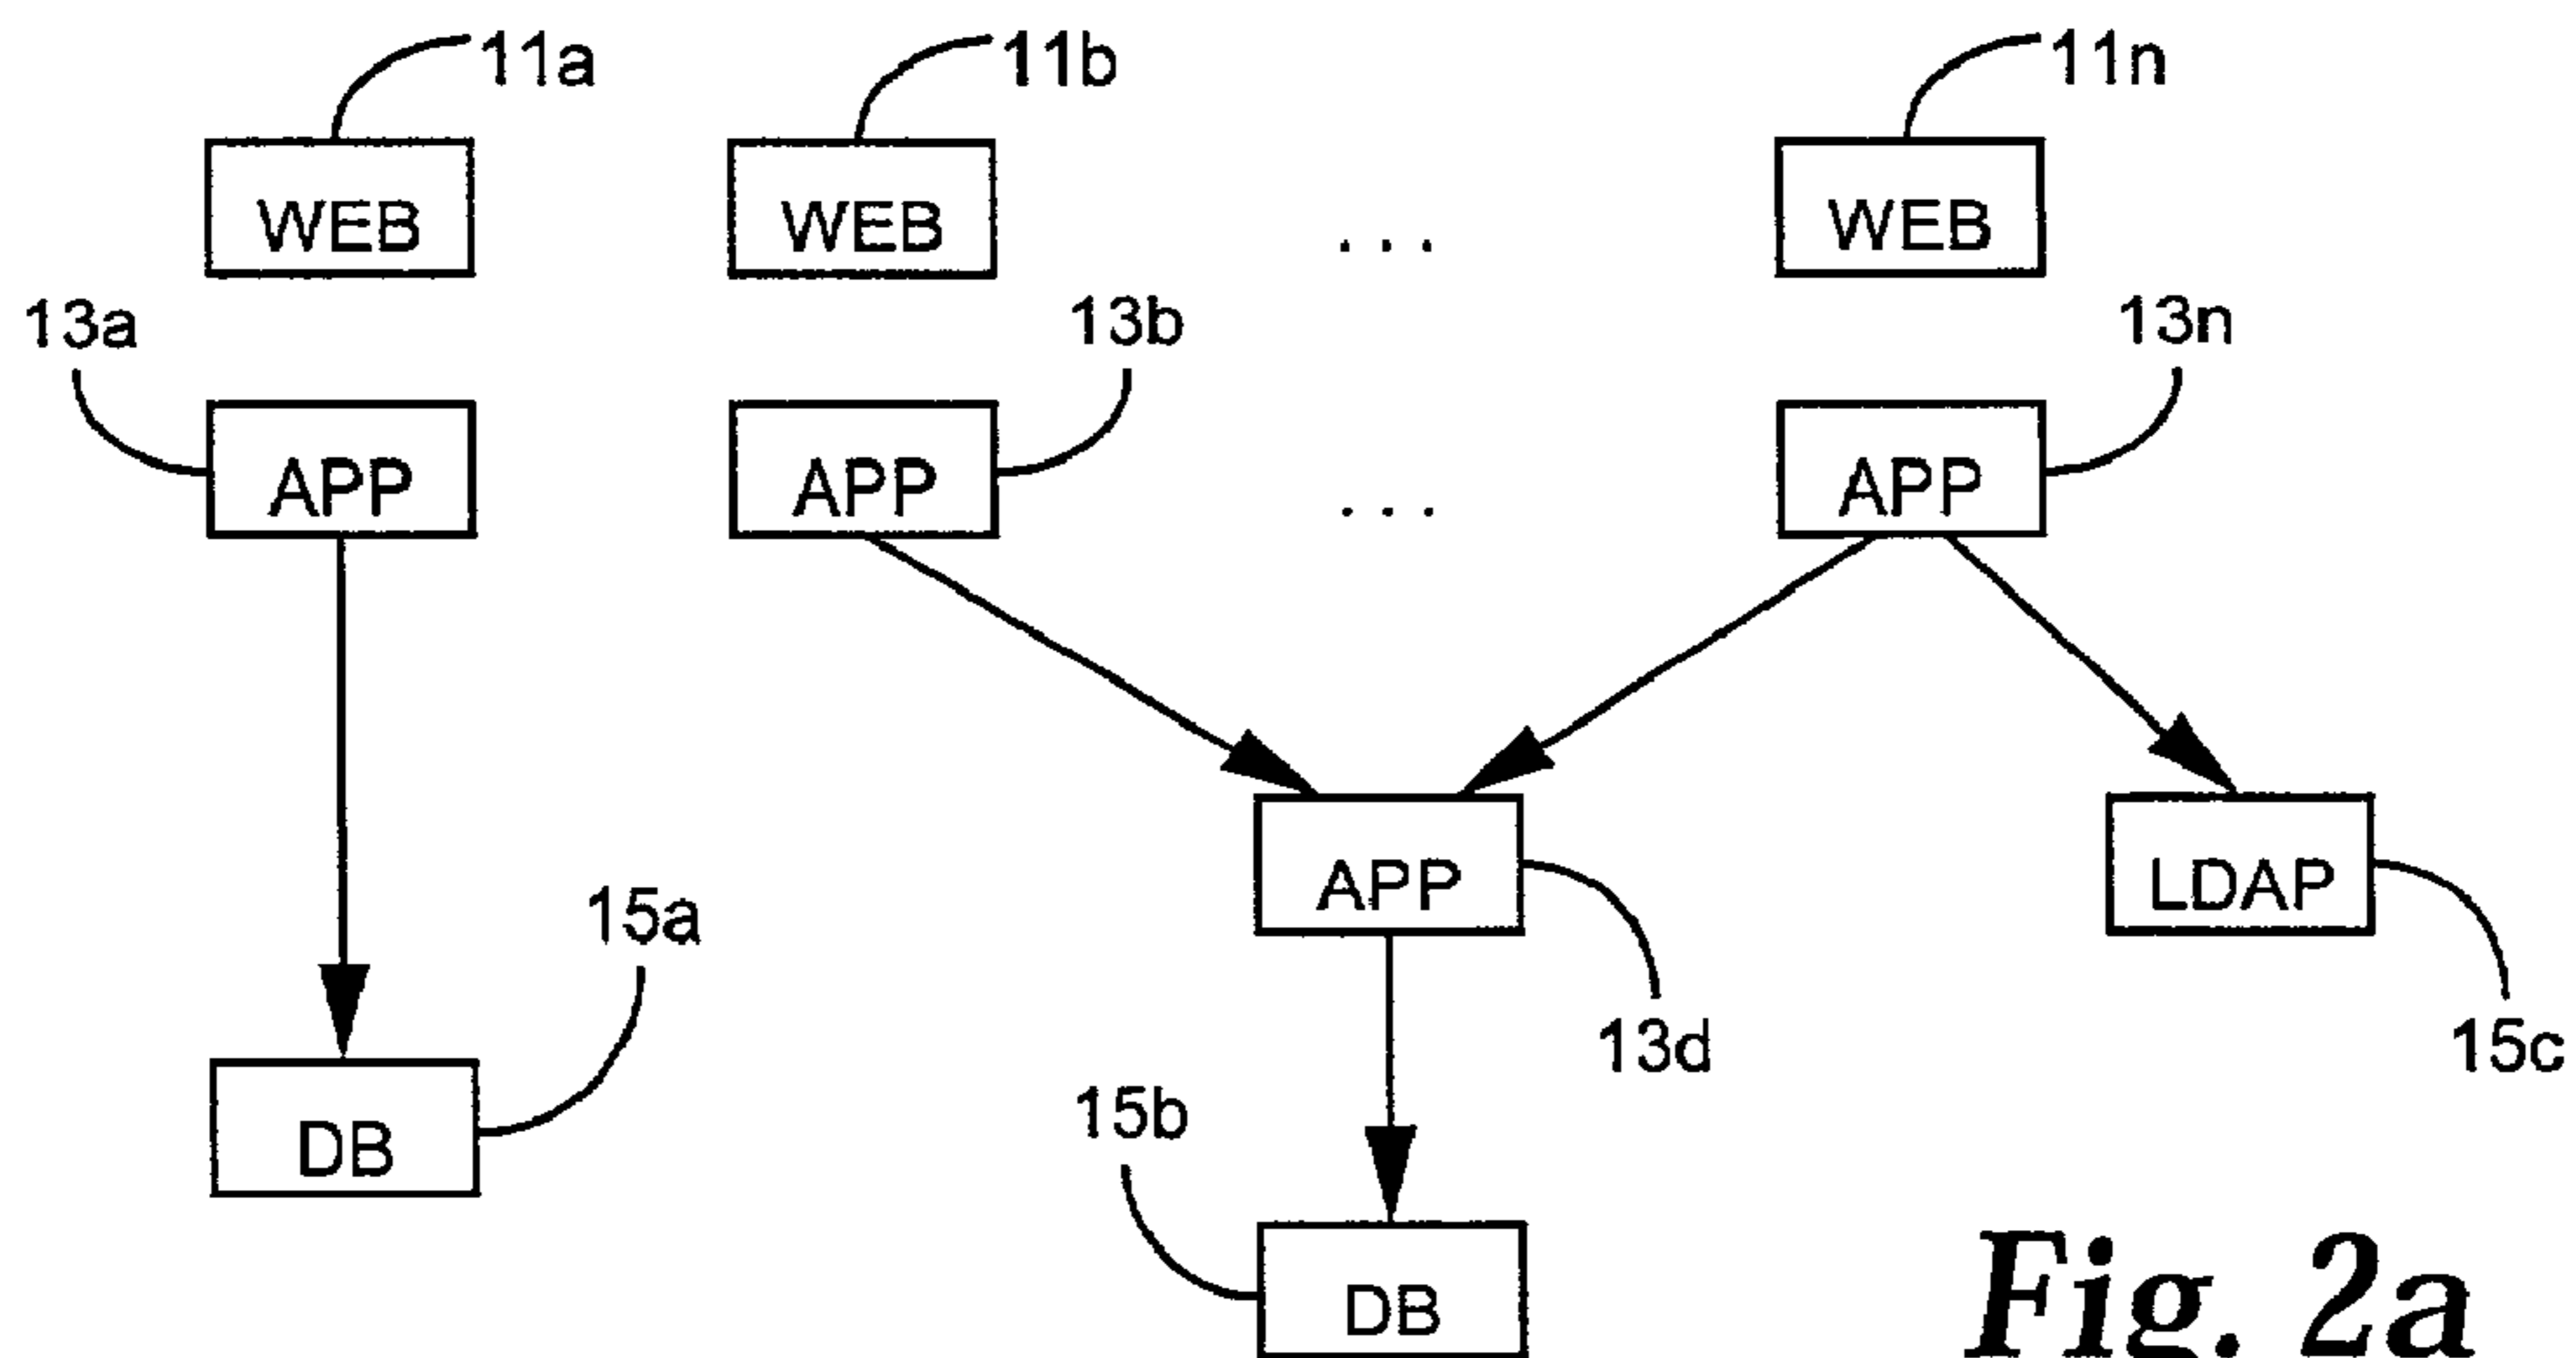 11a 11b 11n
WEB WEB ... WEB
13a 13b 13n
APP APP ... APP
APP LDAP
15a
13d 15c
DB 15b
DB
Fig. 2a